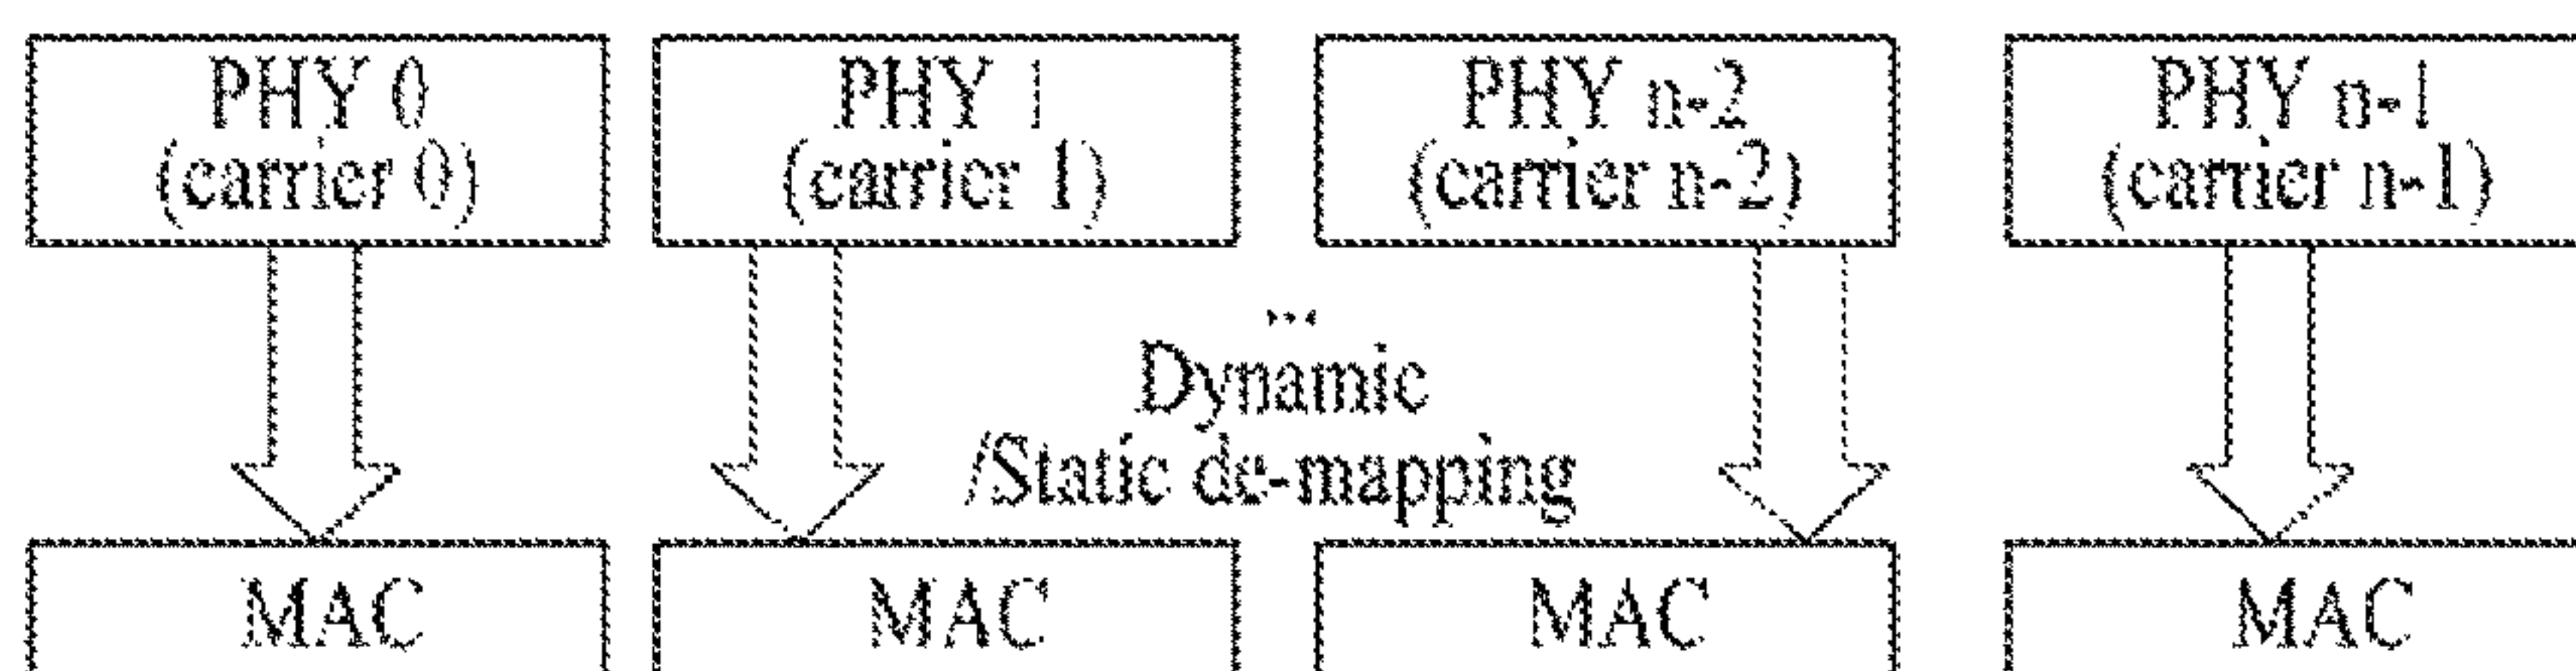 PHY 0
(carrier 0)
PHY 1
(carrier 1)
PHY n-2
(carrier n-2)
PHY n-1
(carrier n-1)
...
Dynamic
/Static de-mapping
MAC
MAC
MAC
MAC